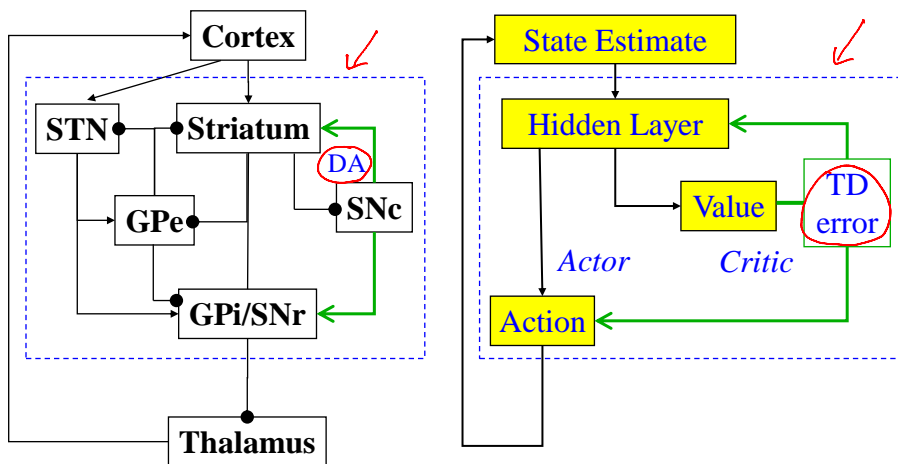 Cortex
STN
Striatum
DA
SNc
GPe
GPi/SNr
Thalamus
State Estimate
Hidden Layer
TD
error
Value
Actor
Critic
Action